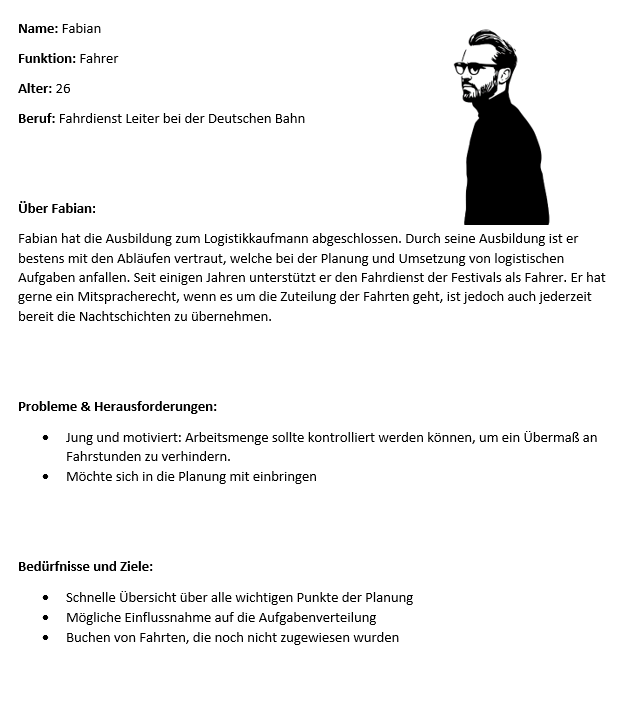 Name: Fabian
Funktion: Fahrer
Alter: 26
Beruf: Fahrdienst Leiter bei der Deutschen Bahn
Über Fabian:
Fabian hat die Ausbildung zum Logistikkaufmann abgeschlossen. Durch seine Ausbildung ist er
bestens mit den Abläufen vertraut, welche bei der Planung und Umsetzung von logistischen
Aufgaben anfallen. Seit einigen Jahren unterstützt er den Fahrdienst der Festivals als Fahrer. Er hat
gerne ein Mitspracherecht, wenn es um die Zuteilung der Fahrten geht, ist jedoch auch jederzeit
bereit die Nachtschichten zu übernehmen.
Probleme & Herausforderungen:
• Jung und motiviert: Arbeitsmenge sollte kontrolliert werden können, um ein Übermaß an
Fahrstunden zu verhindern.
• Möchte sich in die Planung mit einbringen
Bedürfnisse und Ziele:
• Schnelle Übersicht über alle wichtigen Punkte der Planung
• Mögliche Einflussnahme auf die Aufgabenverteilung
• Buchen von Fahrten, die noch nicht zugewiesen wurden